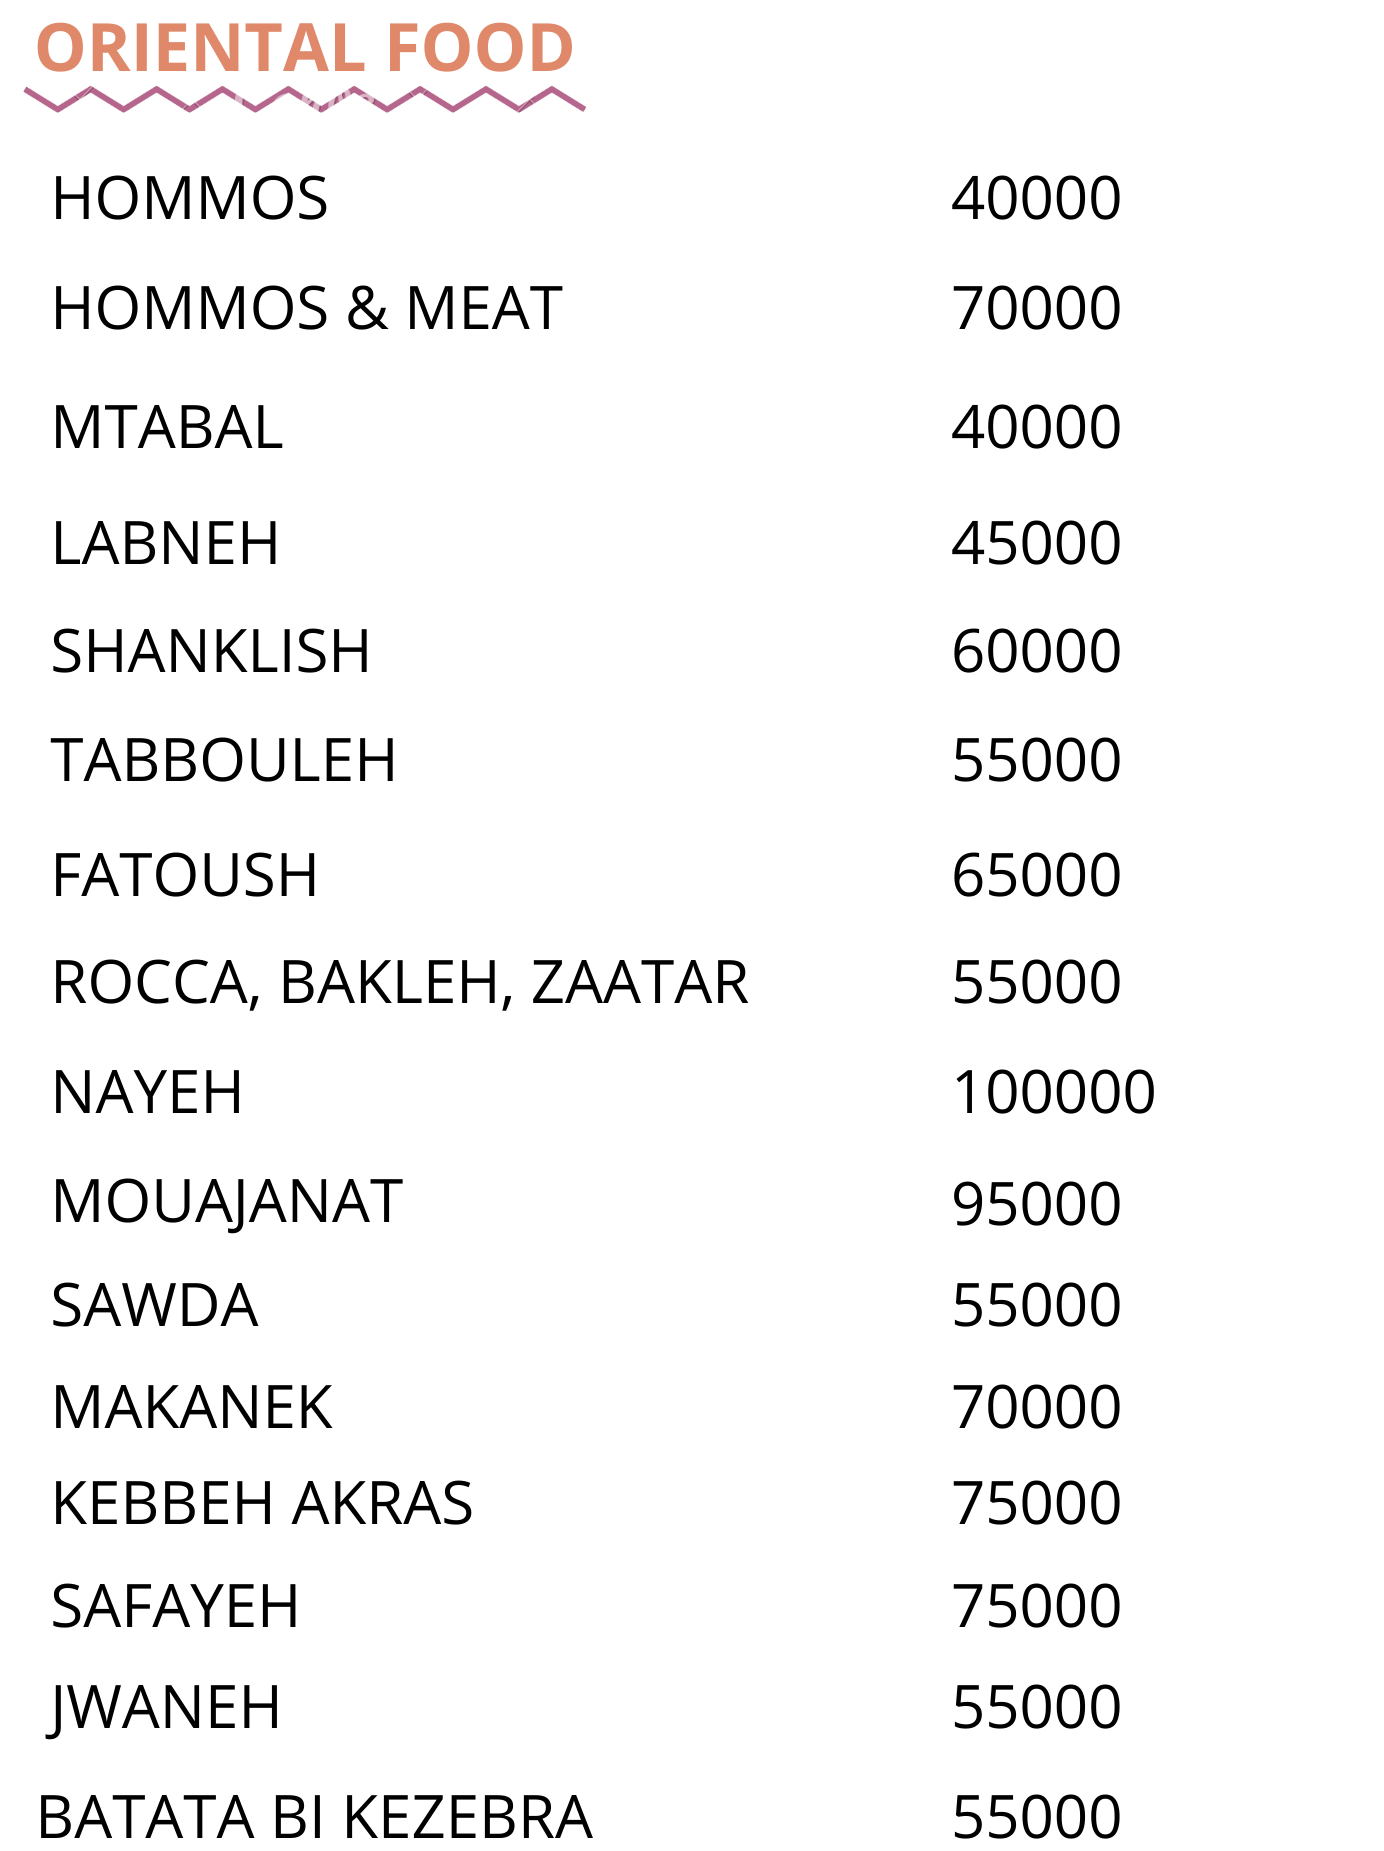 ORIENTAL FOOD
HOMMOS 40000
HOMMOS & MEAT 70000
MTABAL 40000
LABNEH 45000
SHANKLISH 60000
TABBOULEH 55000
FATOUSH 65000
ROCCA, BAKLEH, ZAATAR 55000
NAYEH 100000
MOUAJANAT 95000
SAWDA 55000
MAKANEK 70000
KEBBEH AKRAS 75000
SAFAYEH 75000
JWANEH 55000
BATATA BI KEZEBRA 55000